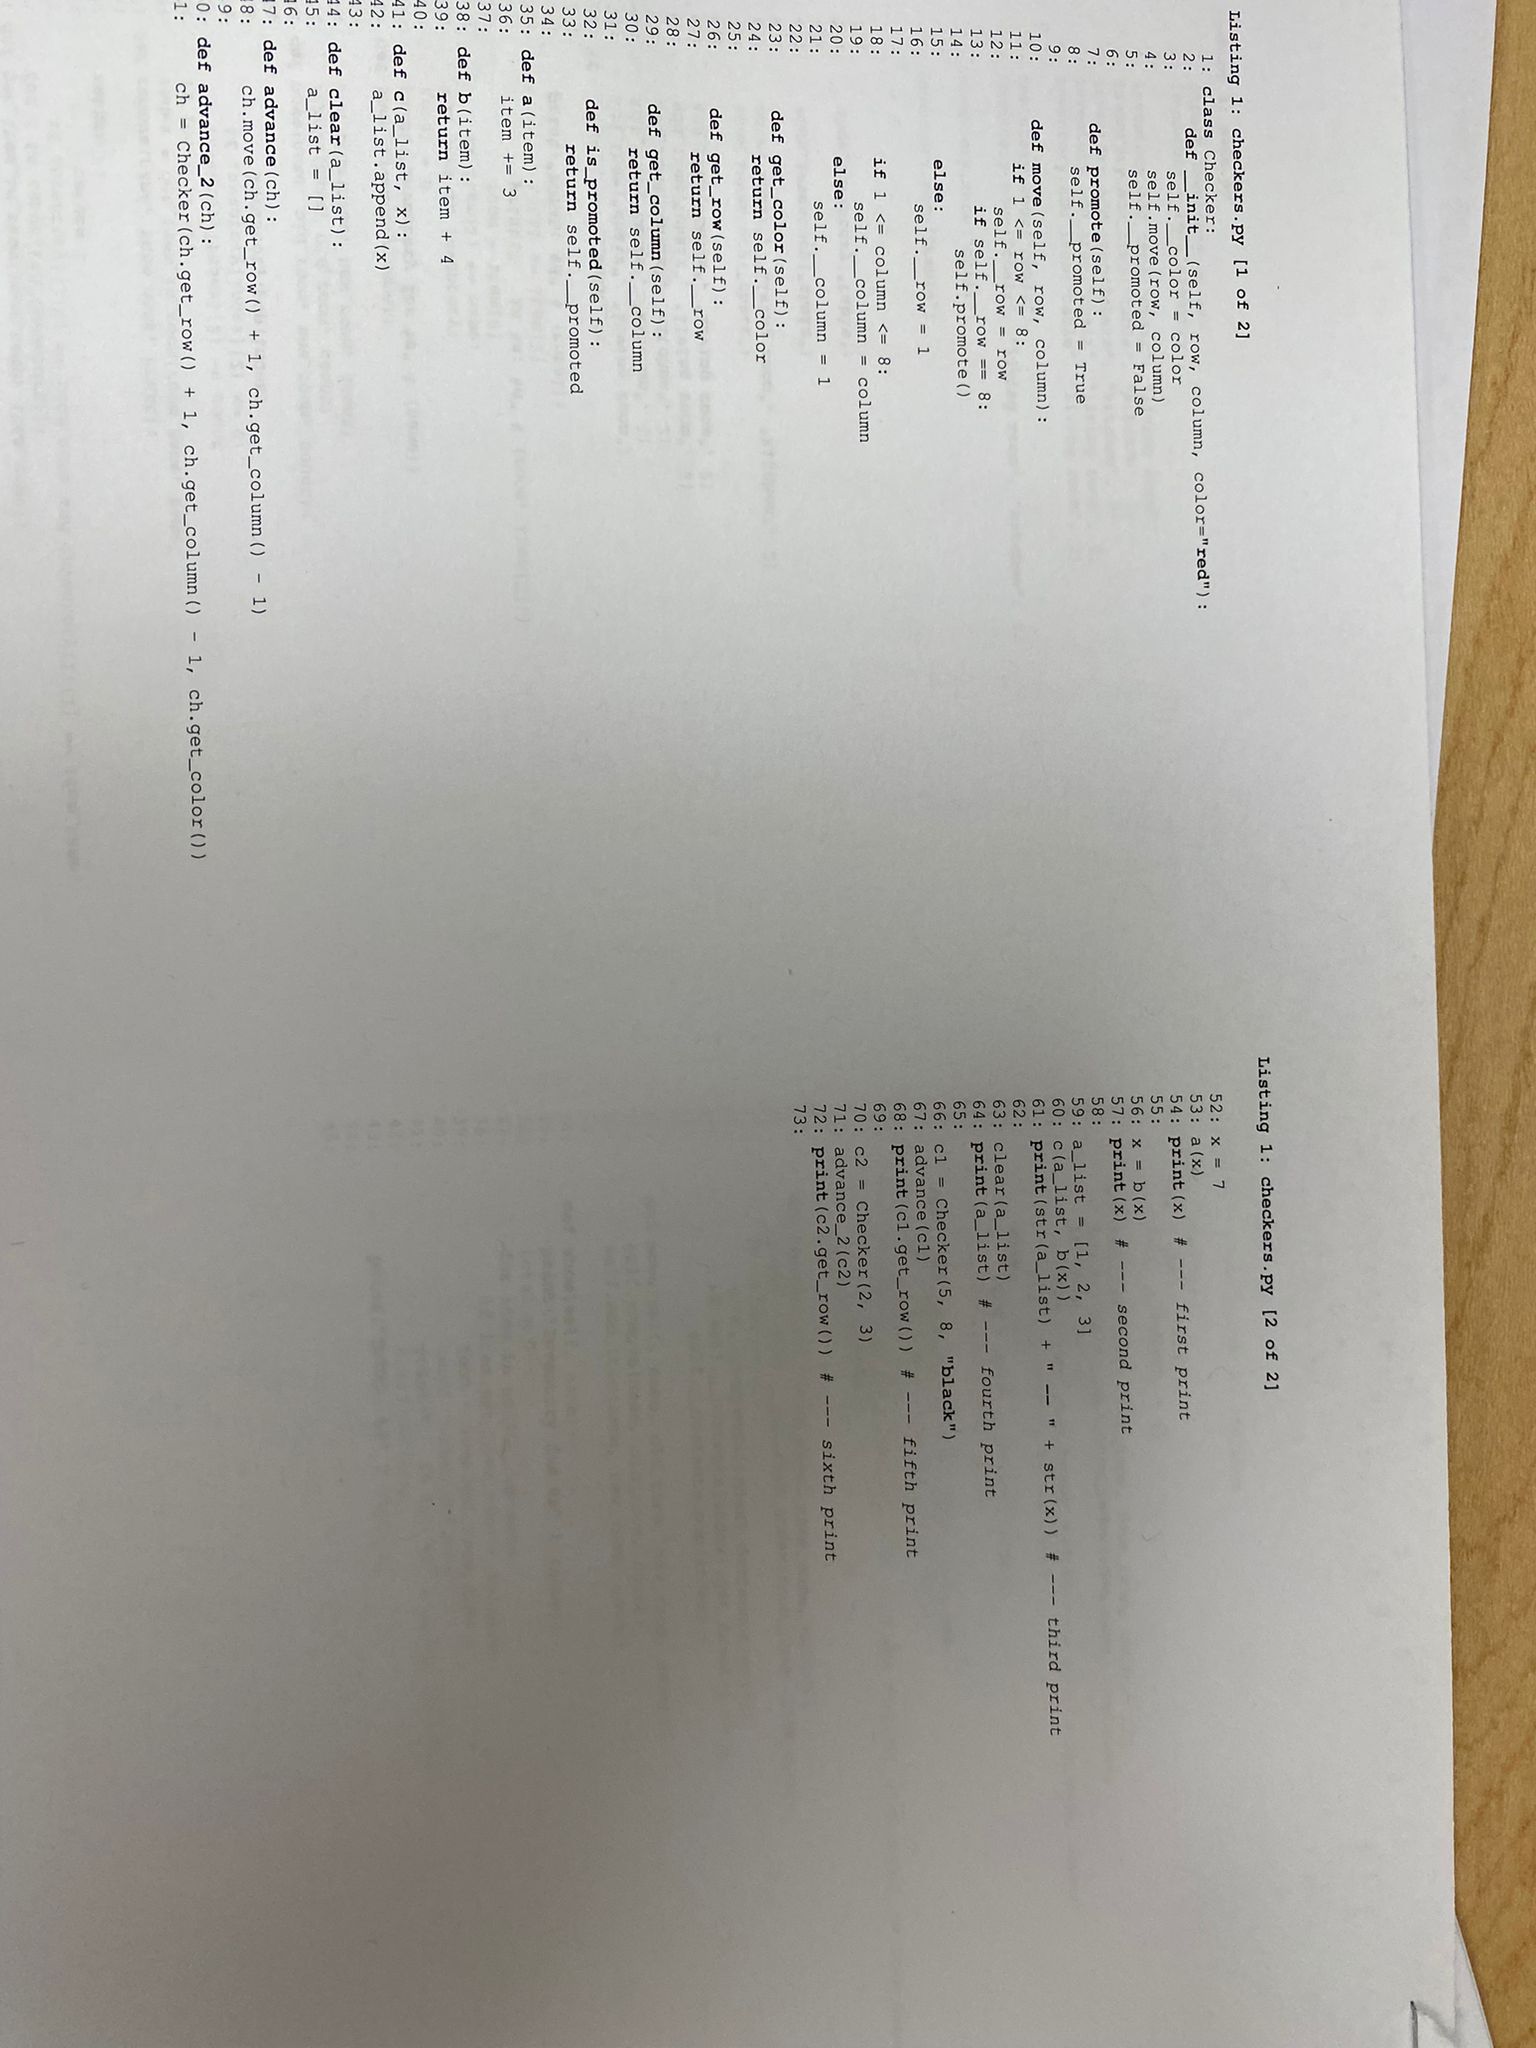 Listing 1: checkers.py [1 of 2]
1: class Checker:
2:     def __init__(self, row, column, color="red"):
3:         self.__color = color
4:         self.move(row, column)
5:         self.__promoted = False
6:
7:     def promote(self):
8:         self.__promoted = True
9:
10:     def move(self, row, column):
11:         if 1 <= row <= 8:
12:             self.__row = row
13:             if self.__row == 8:
14:                 self.promote()
15:         else:
16:             self.__row = 1
17:
18:         if 1 <= column <= 8:
19:             self.__column = column
20:         else:
21:             self.__column = 1
22:
23:     def get_color(self):
24:         return self.__color
25:
26:     def get_row(self):
27:         return self.__row
28:
29:     def get_column(self):
30:         return self.__column
31:
32:     def is_promoted(self):
33:         return self.__promoted
34:
35: def a(item):
36:     item += 3
37:
38: def b(item):
39:     return item + 4
40:
41: def c(a_list, x):
42:     a_list.append(x)
43:
44: def clear(a_list):
45:     a_list = []
46:
47: def advance(ch):
8:     ch.move(ch.get_row() + 1, ch.get_column() - 1)
9:
0: def advance_2(ch):
1:     ch = Checker(ch.get_row() + 1, ch.get_column() - 1, ch.get_color())
Listing 1: checkers.py [2 of 2]
52: x = 7
53: a(x)
54: print(x) # --- first print
55:
56: x = b(x)
57: print(x) # --- second print
58:
59: a_list = [1, 2, 3]
60: c(a_list, b(x))
61: print(str(a_list) + " -- " + str(x)) # --- third print
62:
63: clear(a_list)
64: print(a_list) # --- fourth print
65:
66: c1 = Checker(5, 8, "black")
67: advance(c1)
68: print(c1.get_row()) # --- fifth print
69:
70: c2 = Checker(2, 3)
71: advance_2(c2)
72: print(c2.get_row()) # --- sixth print
73: